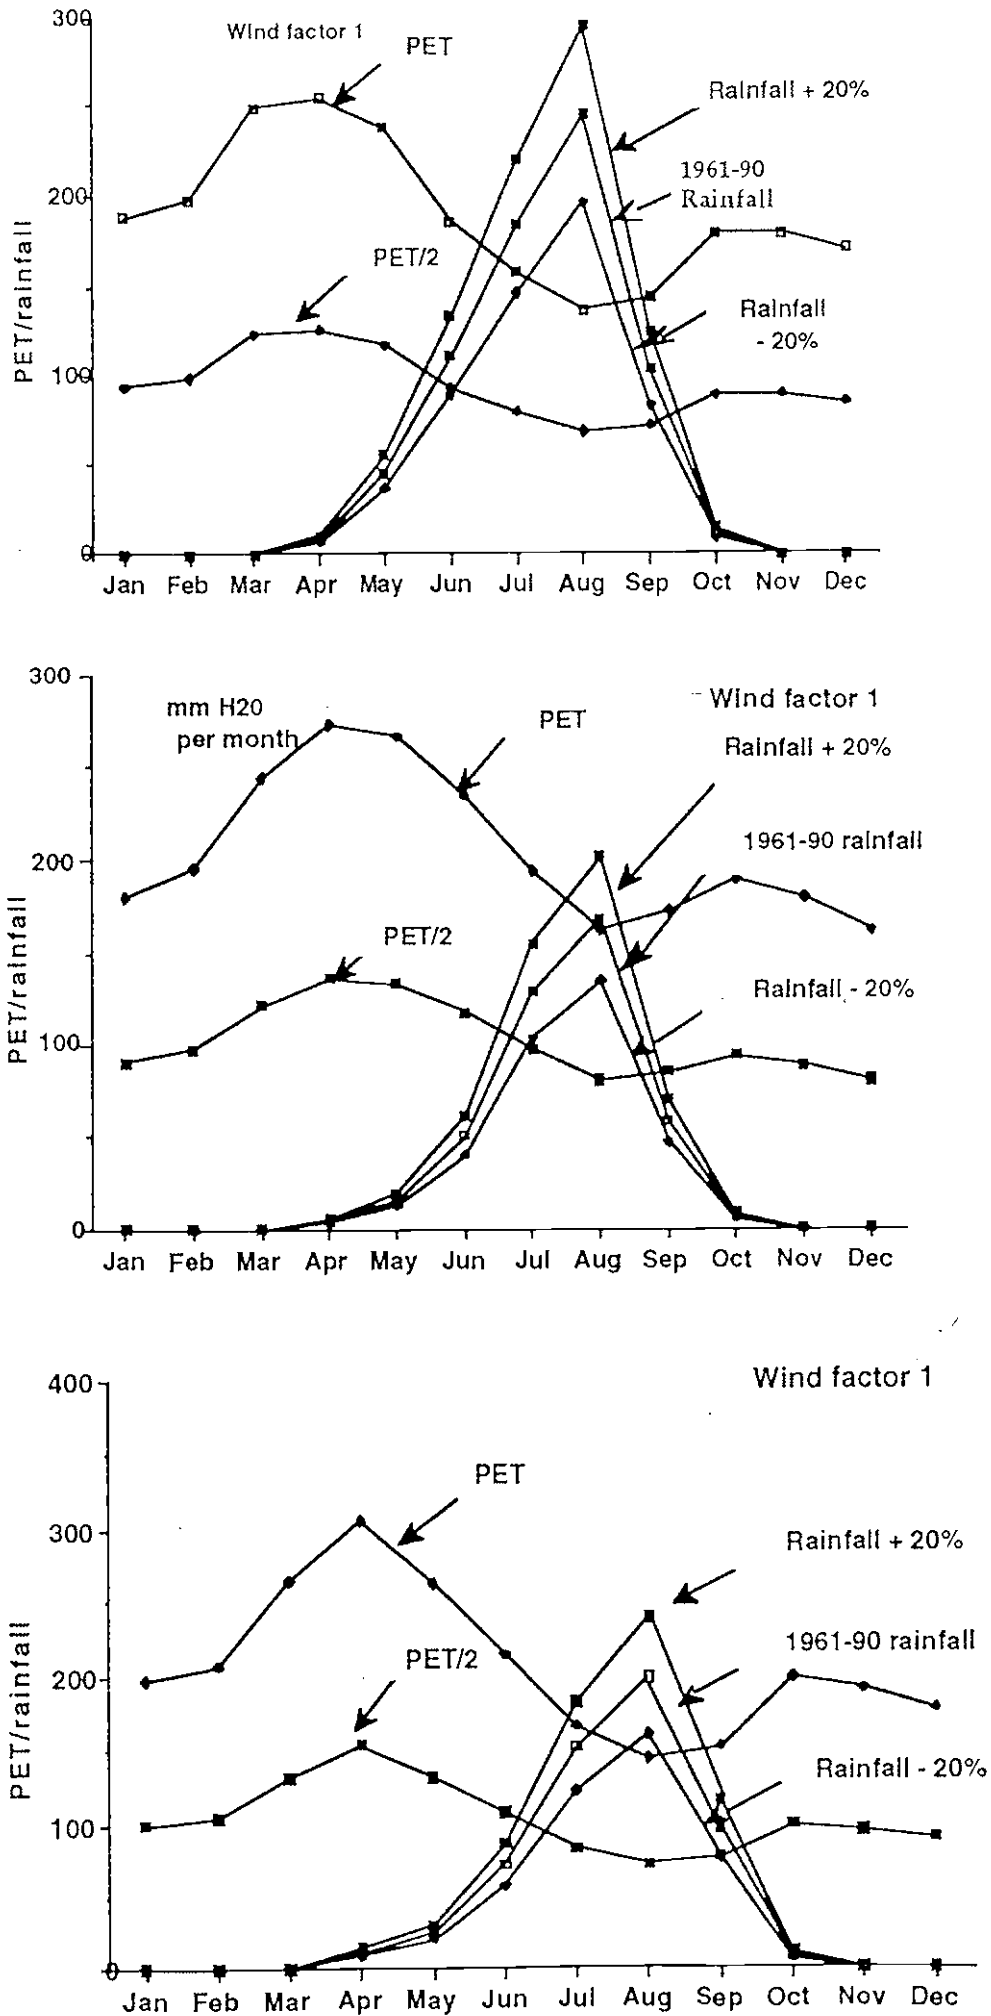 300
Wind factor 1
PET
Rainfall + 20%
1961-90
Rainfall
200
PET/2
Rainfall
- 20%
100
0
PET/rainfall
Jan Feb Mar Apr May Jun Jul Aug Sep Oct Nov Dec
300
mm H20
per month
PET
Wind factor 1
Rainfall + 20%
1961-90 rainfall
200
PET/2
Rainfall - 20%
100
0
PET/rainfall
Jan Feb Mar Apr May Jun Jul Aug Sep Oct Nov Dec
400
Wind factor 1
PET
300
Rainfall + 20%
1961-90 rainfall
PET/2
200
Rainfall - 20%
100
0
PET/rainfall
Jan Feb Mar Apr May Jun Jul Aug Sep Oct Nov Dec